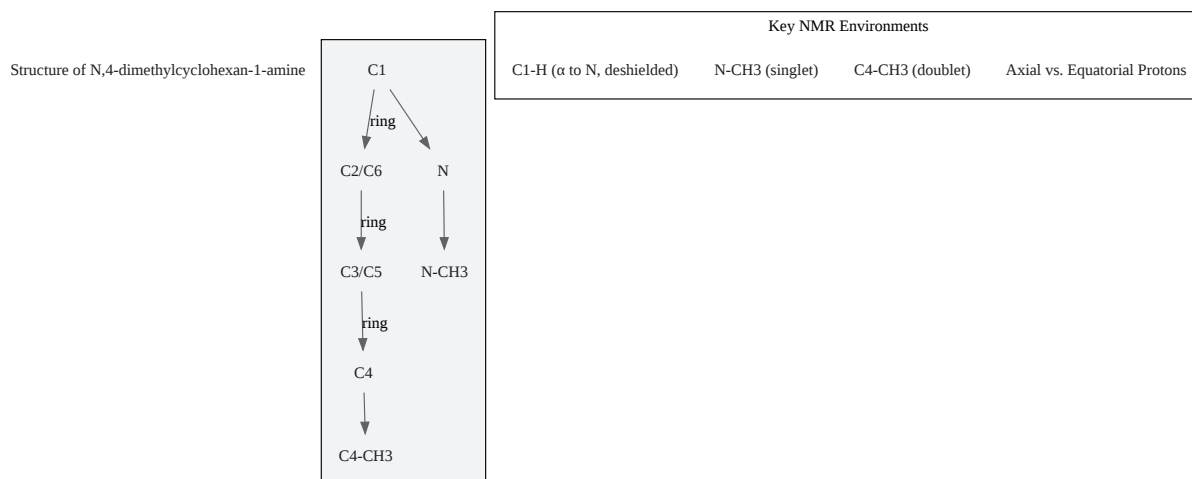 Key NMR Environments
Structure of N,4-dimethylcyclohexan-1-amine
C1
C1-H (α to N, deshielded)
N-CH3 (singlet)
C4-CH3 (doublet)
Axial vs. Equatorial Protons
ring
C2/C6
N
ring
C3/C5
N-CH3
ring
C4
C4-CH3